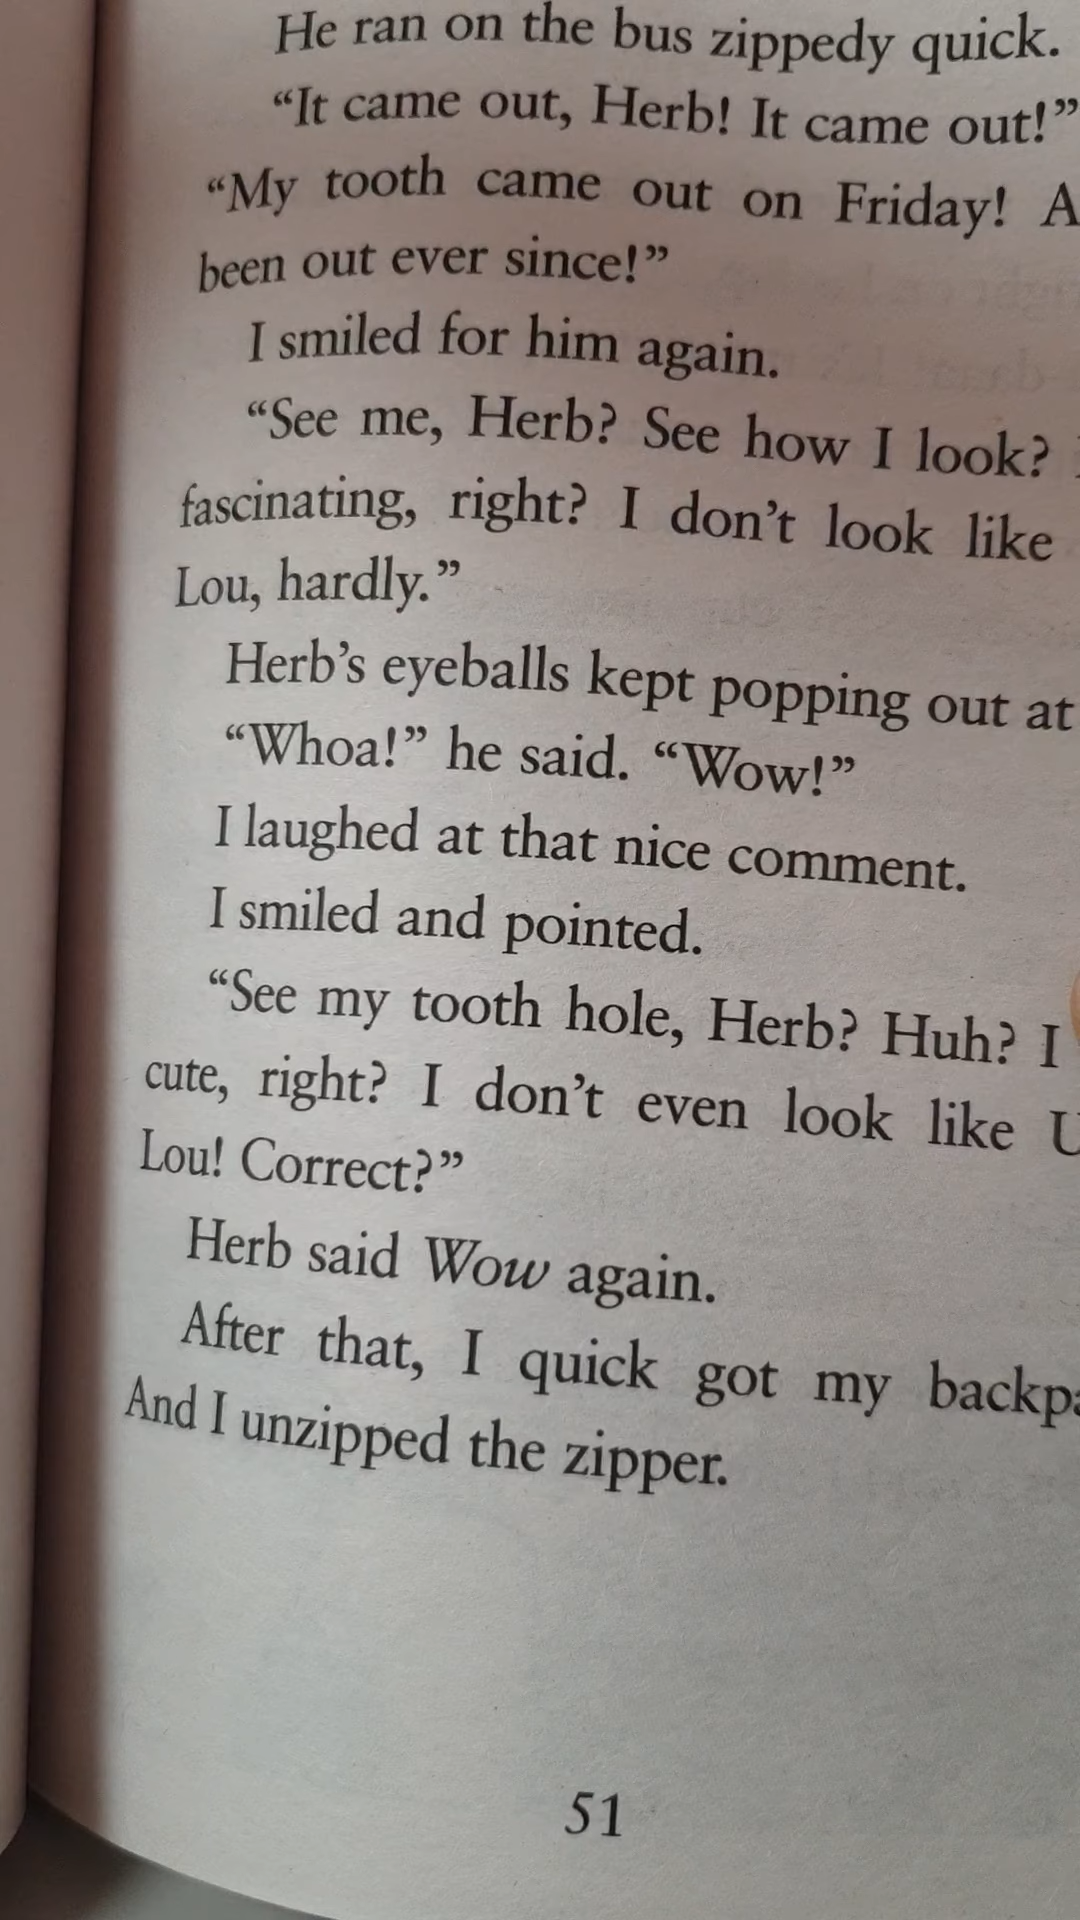 He ran on the bus zippedy quick.
“It came out, Herb! It came out!”
“My tooth came out on Friday! A
been out ever since!”
I smiled for him again.
“See me, Herb? See how I look?
fascinating, right? I don’t look like
Lou, hardly.”
Herb’s eyeballs kept popping out at
“Whoa!” he said. “Wow!”
I laughed at that nice comment.
I smiled and pointed.
“See my tooth hole, Herb? Huh? I
cute, right? I don’t even look like U
Lou! Correct?”
Herb said Wow again.
After that, I quick got my backpa
And I unzipped the zipper.
51